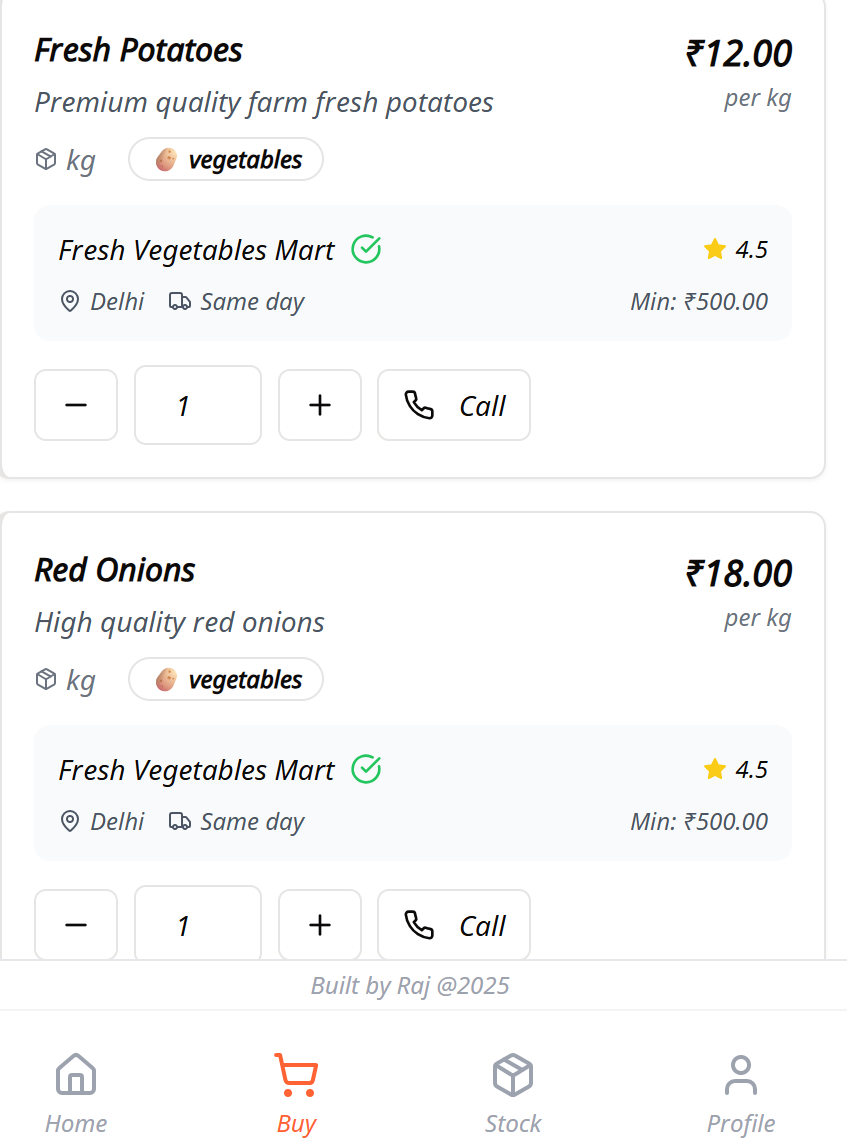 Fresh Potatoes
₹12.00
Premium quality farm fresh potatoes
per kg
kg
vegetables
Fresh Vegetables Mart
4.5
Delhi
Same day
Min: ₹500.00
1
Call
Red Onions
₹18.00
High quality red onions
per kg
kg
vegetables
Fresh Vegetables Mart
4.5
Delhi
Same day
Min: ₹500.00
1
Call
Built by Raj @2025
Home
Buy
Stock
Profile